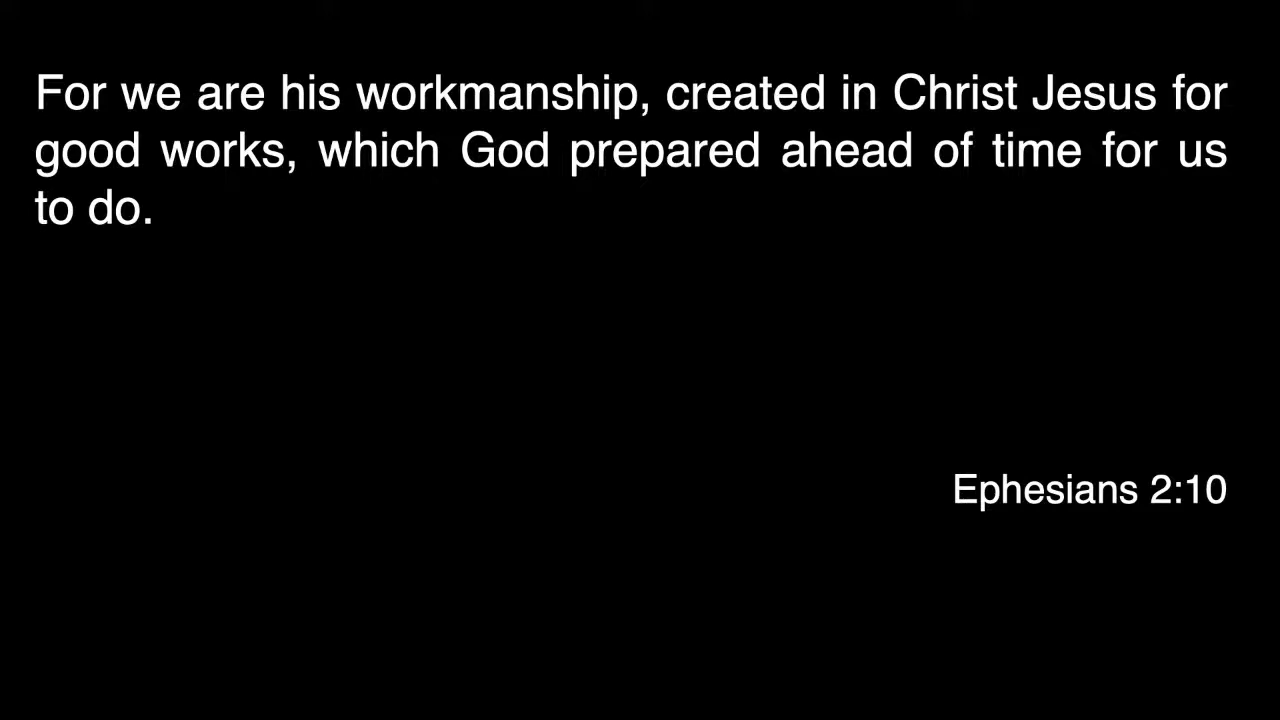 For we are his workmanship, created in Christ Jesus for
good works, which God prepared ahead of time for us
to do.
Ephesians 2:10